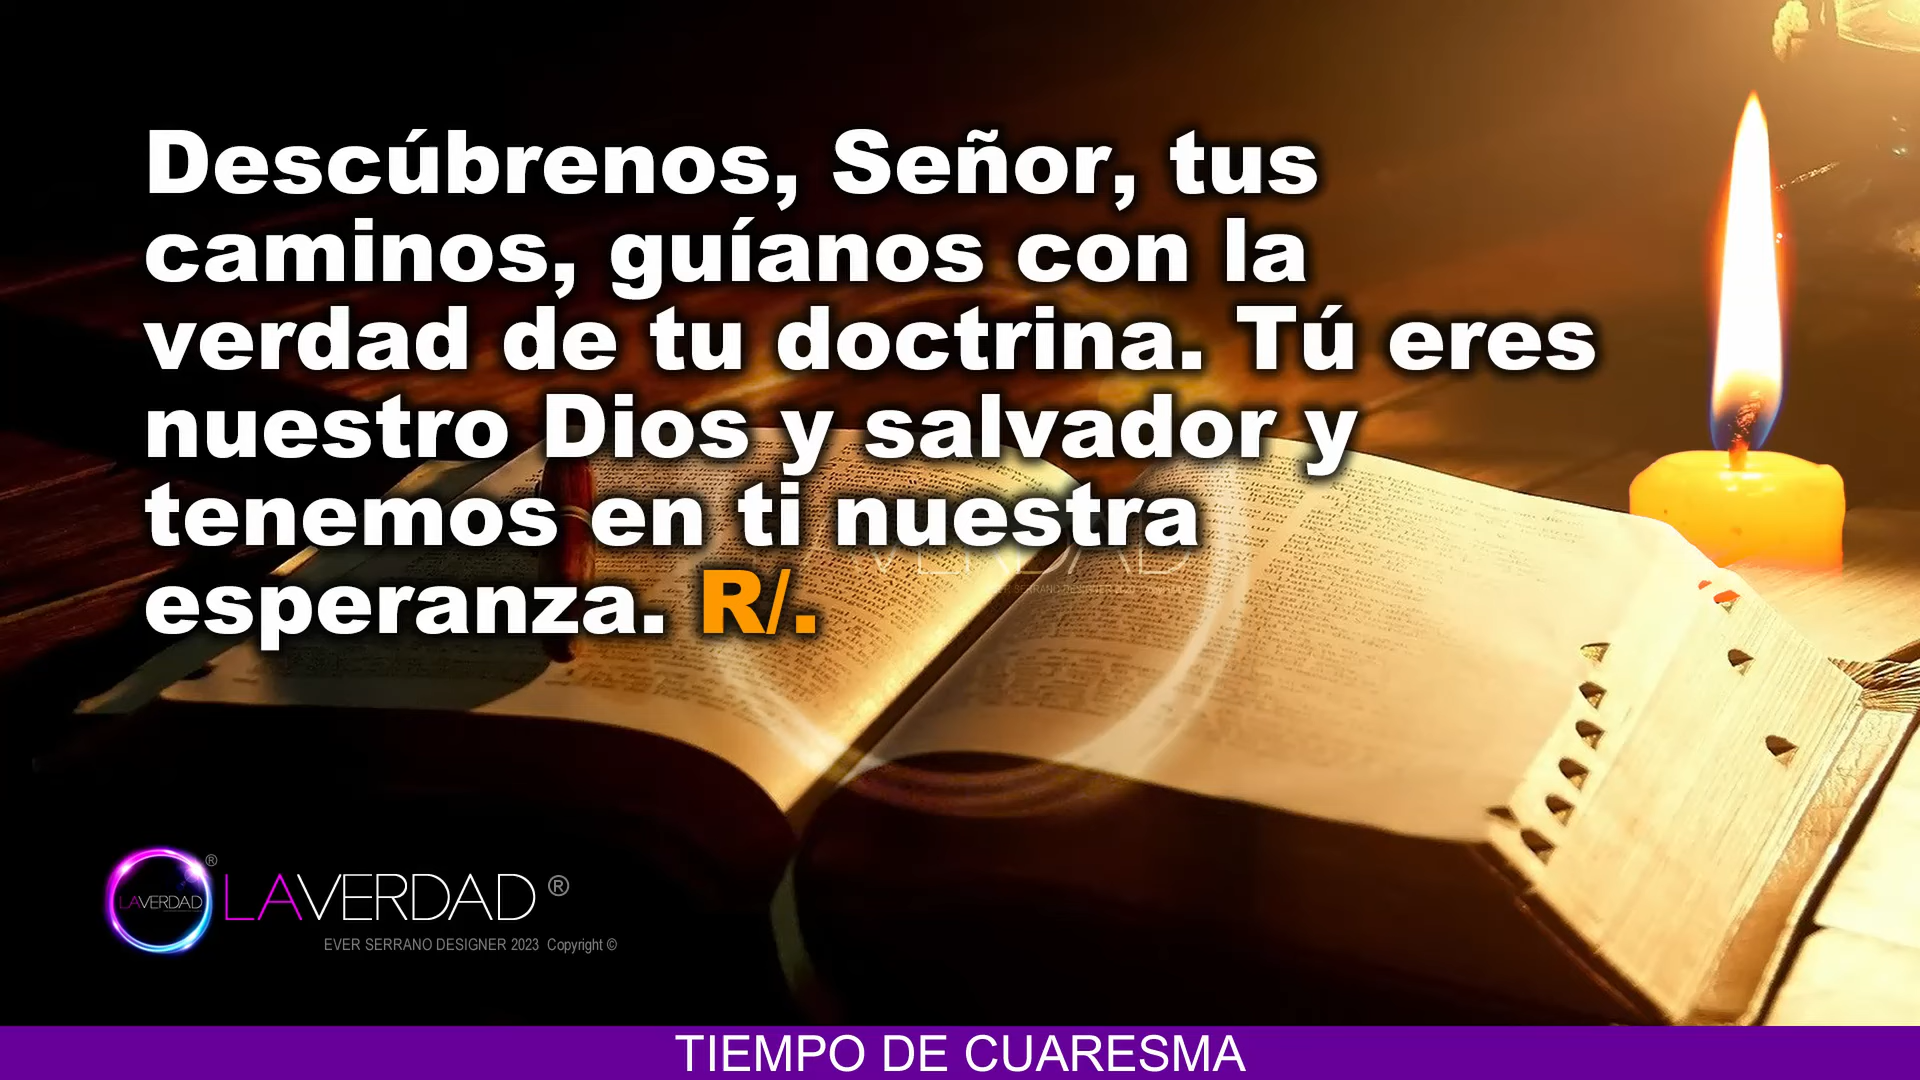 Descúbrenos, Señor, tus
caminos, guíanos con la
verdad de tu doctrina. Tú eres
nuestro Dios y salvador y
tenemos en ti nuestra
esperanza. R/.
LAVERDAD ®
LAVERDAD ®
EVER SERRANO DESIGNER 2023 Copyright ©
TIEMPO DE CUARESMA